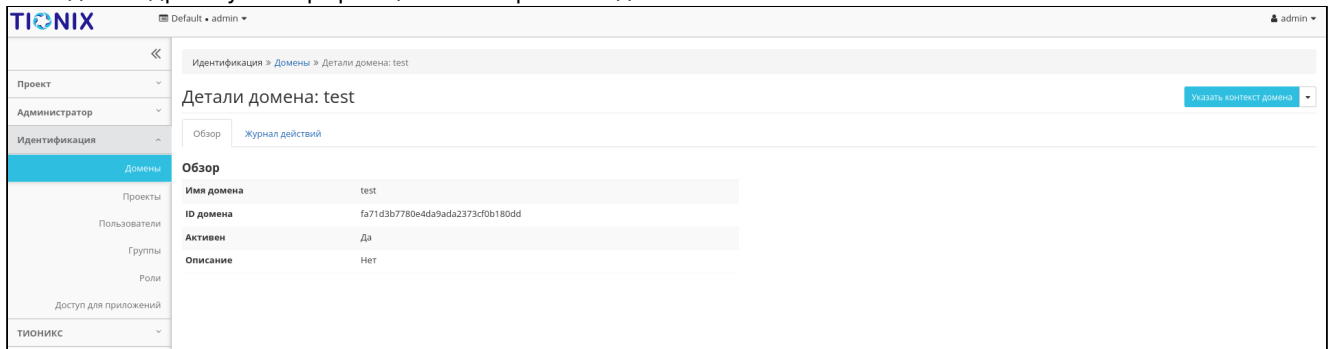 TIONIX
Default • admin
admin
Идентификация » Домены » Детали домена: test
Проект
Администратор
Идентификация
Домены
Проекты
Пользователи
Группы
Роли
Доступ для приложений
ТИОНИКС
Детали домена: test
Указать контекст домена
Обзор Журнал действий
Обзор
Имя домена test
ID домена fa71d3b7780e4da9ada2373cf0b180dd
Активен Да
Описание Нет